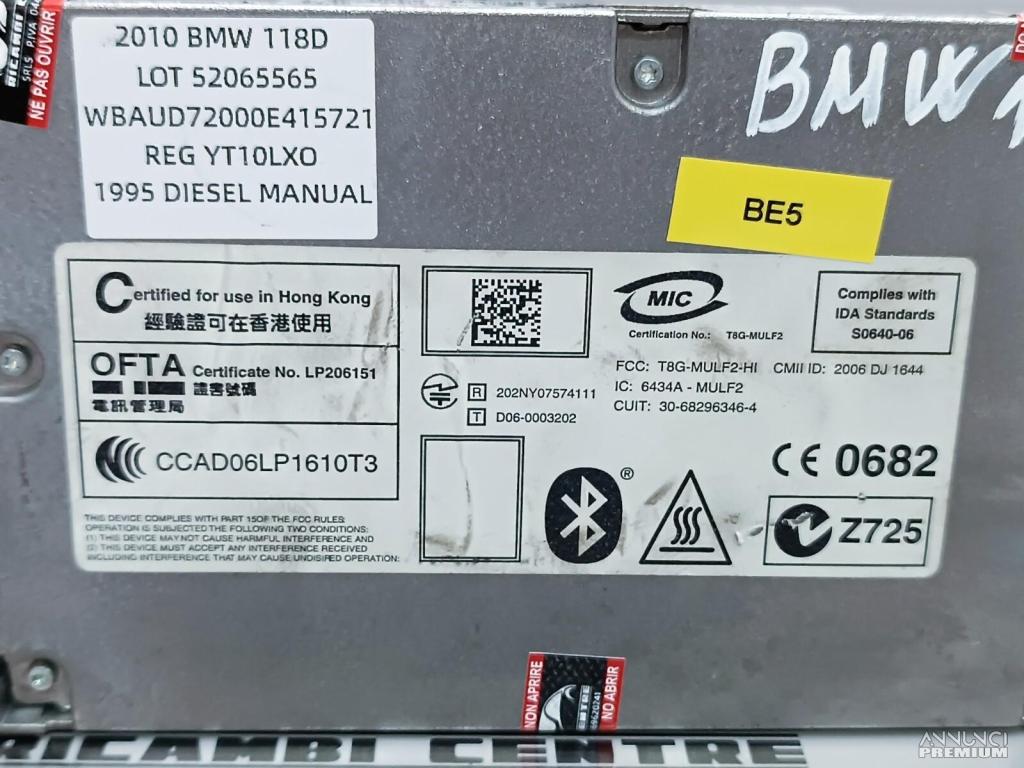 2010 BMW 118D
LOT 52065565
WBAUD72000E415721
REG YT10LXO
1995 DIESEL MANUAL
NE PAS OUVRIR
BMW 1
BE5
Certified for use in Hong Kong
經驗證可在香港使用
OFTA Certificate No. LP206151
證書號碼
電訊管理局
CCAD06LP1610T3
THIS DEVICE COMPLIES WITH PART 15OF THE FCC RULES:
OPERATION IS SUBJECTED THE FOLLOWING TWO CONDITIONS:
(1) THIS DEVICE MAY NOT CAUSE HARMFUL INTERFERENCE AND
(2) THIS DEVICE MUST ACCEPT ANY INTERFERENCE RECEIVED
INCLUDING INTERFERENCE THAT MAY CAUSE UNDESIRED OPERATION:
MIC
Certification No.: T8G-MULF2
Complies with
IDA Standards
S0640-06
FCC: T8G-MULF2-HI CMII ID: 2006 DJ 1644
IC: 6434A - MULF2
CUIT: 30-68296346-4
R 202NY07574111
T D06-0003202
®
CE 0682
Z725
NON APRIRE
NO ABRIR
RICAMBI CENTRE
ANNUNCI
PREMIUM